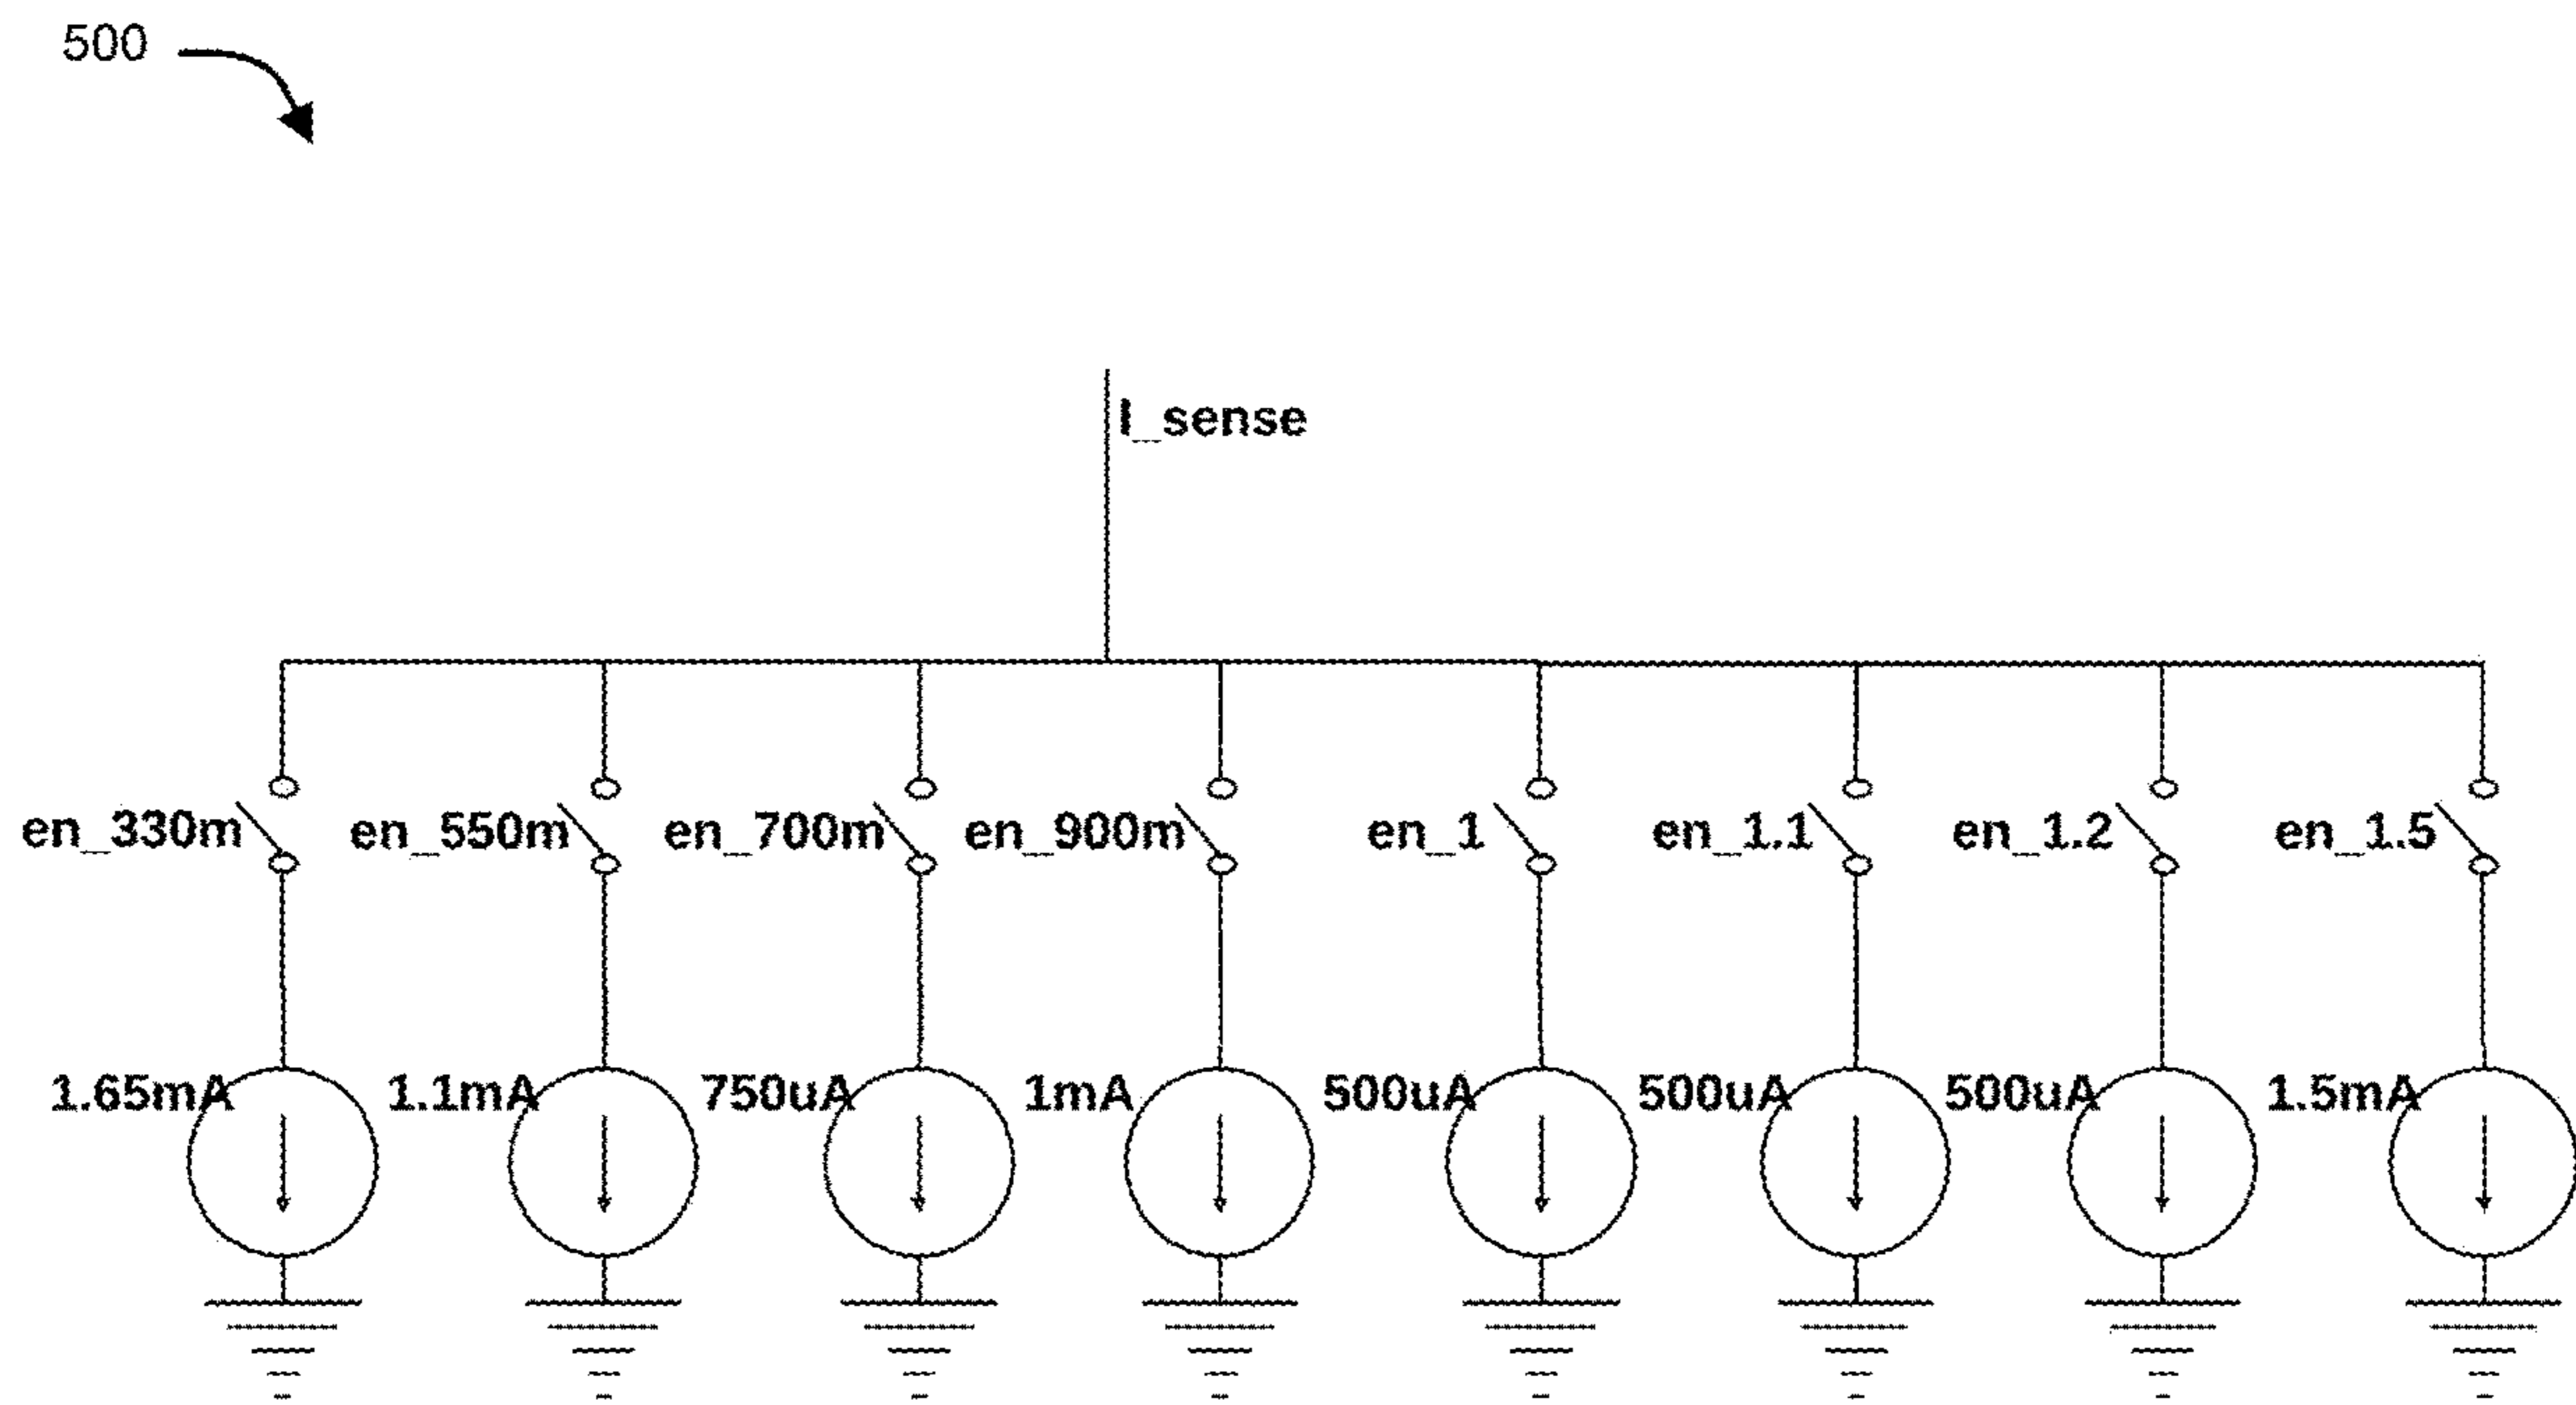 500
I_sense
en_330m en_550m en_700m en_900m en_1 en_1.1 en_1.2 en_1.5
1.65mA 1.1mA 750uA 1mA 500uA 500uA 500uA 1.5mA